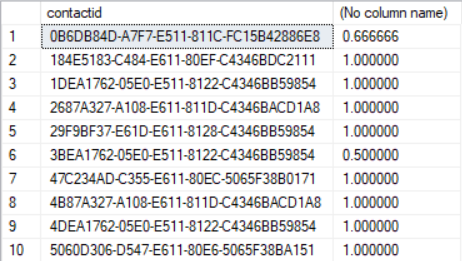 contactid (No column name)
1 0B6DB84D-A7F7-E511-811C-FC15B42886E8 0.666666
2 184E5183-C484-E611-80EF-C4346BDC2111 1.000000
3 1DEA1762-05E0-E511-8122-C4346BB59854 1.000000
4 2687A327-A108-E611-811D-C4346BACD1A8 1.000000
5 29F9BF37-E61D-E611-8128-C4346BB59854 1.000000
6 3BEA1762-05E0-E511-8122-C4346BB59854 0.500000
7 47C234AD-C355-E611-80EC-5065F38B0171 1.000000
8 4B87A327-A108-E611-811D-C4346BACD1A8 1.000000
9 4DEA1762-05E0-E511-8122-C4346BB59854 1.000000
10 5060D306-D547-E611-80E6-5065F38BA151 1.000000